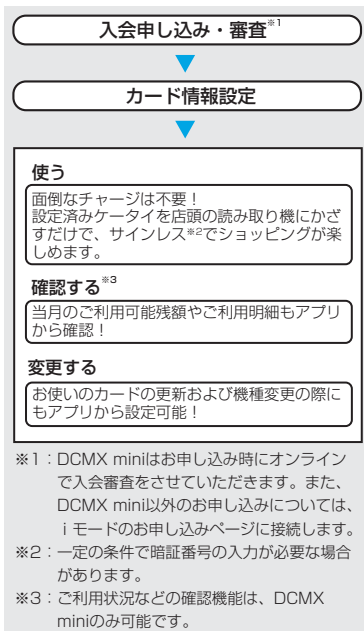 入会申し込み・審査※1
カード情報設定
使う
面倒なチャージは不要！
設定済みケータイを店頭の読み取り機にかざ
すだけで、サインレス※2でショッピングが楽
しめます。
確認する※3
当月のご利用可能残額やご利用明細もアプリ
から確認！
変更する
お使いのカードの更新および機種変更の際に
もアプリから設定可能！
※1：DCMX miniはお申し込み時にオンライン
で入会審査をさせていただきます。また、
DCMX mini以外のお申し込みについては、
ｉモードのお申し込みページに接続します。
※2：一定の条件で暗証番号の入力が必要な場合
があります。
※3：ご利用状況などの確認機能は、DCMX
miniのみ可能です。